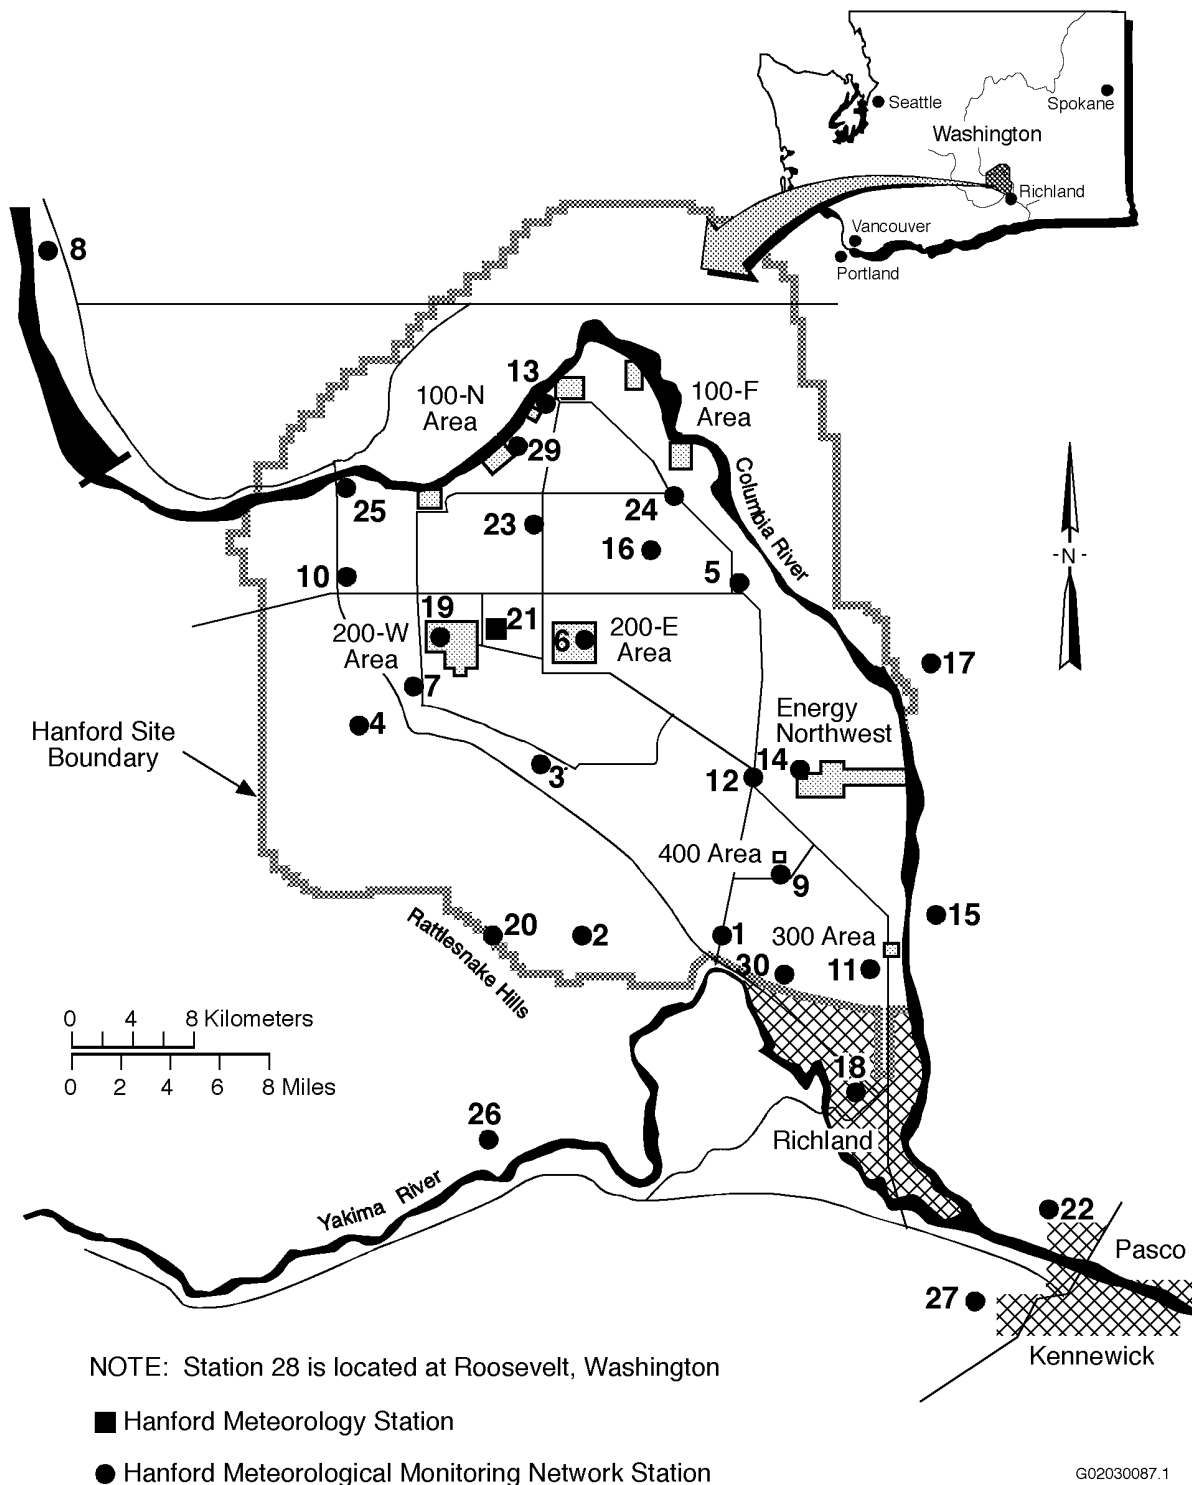 Seattle
Spokane
Washington
Richland
Vancouver
Portland
8
13
100-N
Area
100-F
Area
29
25
23
24
16
Columbia River
-N-
10
5
19
21
200-W
Area
6
200-E
Area
17
7
4
Hanford Site
Boundary
Energy
Northwest
3
12
14
400 Area
9
15
Rattlesnake Hills
20
2
1
300 Area
30
11
0 4 8 Kilometers
0 2 4 6 8 Miles
18
26
Richland
Yakima River
22
Pasco
27
Kennewick
NOTE: Station 28 is located at Roosevelt, Washington
Hanford Meteorology Station
Hanford Meteorological Monitoring Network Station
G02030087.1